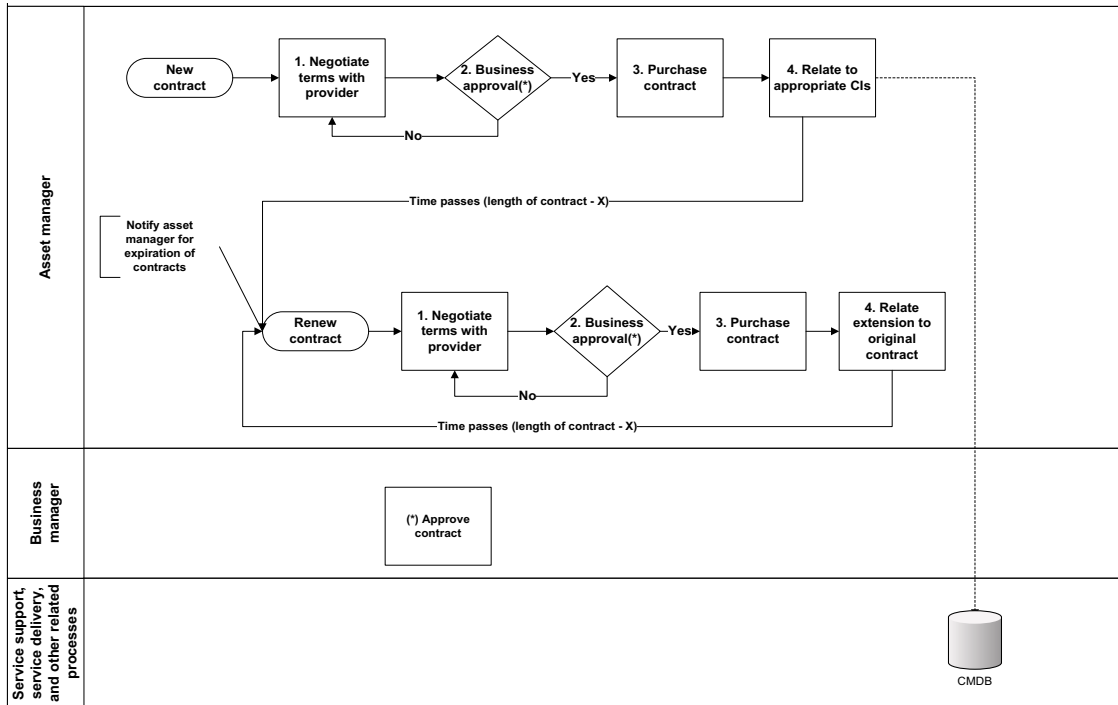 Asset manager
New
contract
1. Negotiate
terms with
provider
2. Business
approval(*)
Yes
3. Purchase
contract
4. Relate to
appropriate CIs
No
Time passes (length of contract - X)
Notify asset
manager for
expiration of
contracts
Renew
contract
1. Negotiate
terms with
provider
2. Business
approval(*)
Yes
3. Purchase
contract
4. Relate
extension to
original
contract
No
Time passes (length of contract - X)
Business
manager
(*) Approve
contract
Service support,
service delivery,
and other related
processes
CMDB